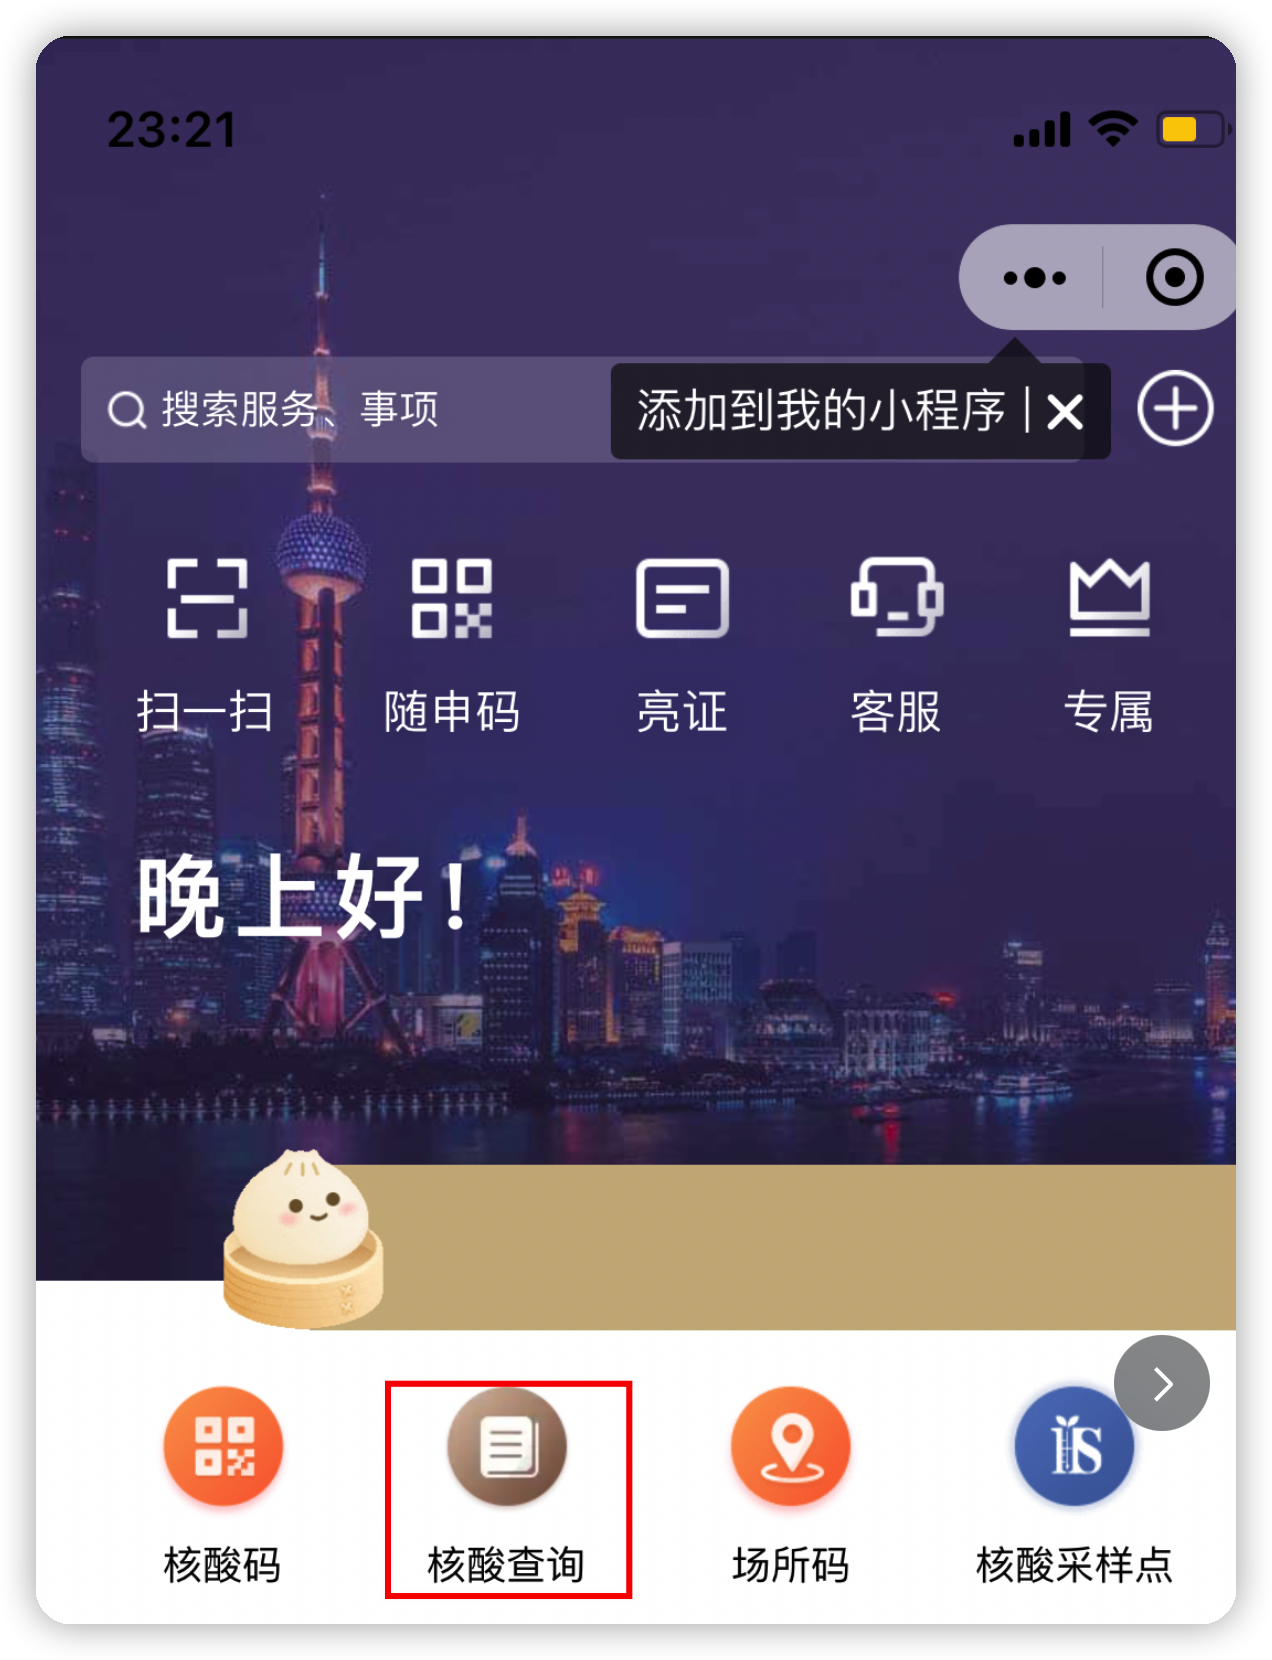 23:21
搜索服务、事项
添加到我的小程序
扫一扫 随申码 亮证 客服 专属
晚上好！
核酸码 核酸查询 场所码 核酸采样点